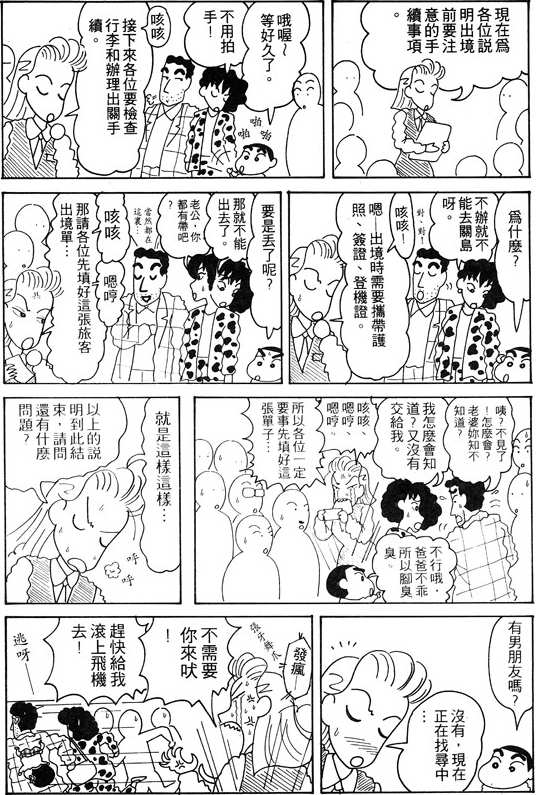 現在為
各位說
明出境
前要注
意的手
續事項
哦喔~
等好久了。
啪
啪
啪
不用拍
手！
咳咳
接下來各位要檢查
行李和辦理出關手
續。
為什麼？
不辦就不
能去關島
呀。
對！對！
咳咳！
嗯…出境時需要攜帶護
照、簽證、登機證。
要是丟了呢？
那就不能
出去了。
老公，你
都有帶吧
？
當然都在
這裏…
咳咳
嗯哼
那請各位先填好這張旅客
出境單…
咦？不見了
！怎麼會？
老婆妳知不
知道？
我怎麼會知
道？又沒有
交給我。
不行哦，
爸爸不乖
所以腳臭
臭。
咳咳
嗯哼嗯哼
嗯哼…
所以各位一定
要事先填好這
張單子…
就是這樣這樣…
呼
呼
以上的說
明到此結
束，請問
還有什麼
問題？
有男朋友嗎？
沒有，現在
正在找尋中
…
發瘋
張牙舞爪
不需要
你來吠
！
趕快給我
滾上飛機
去！
逃呀—